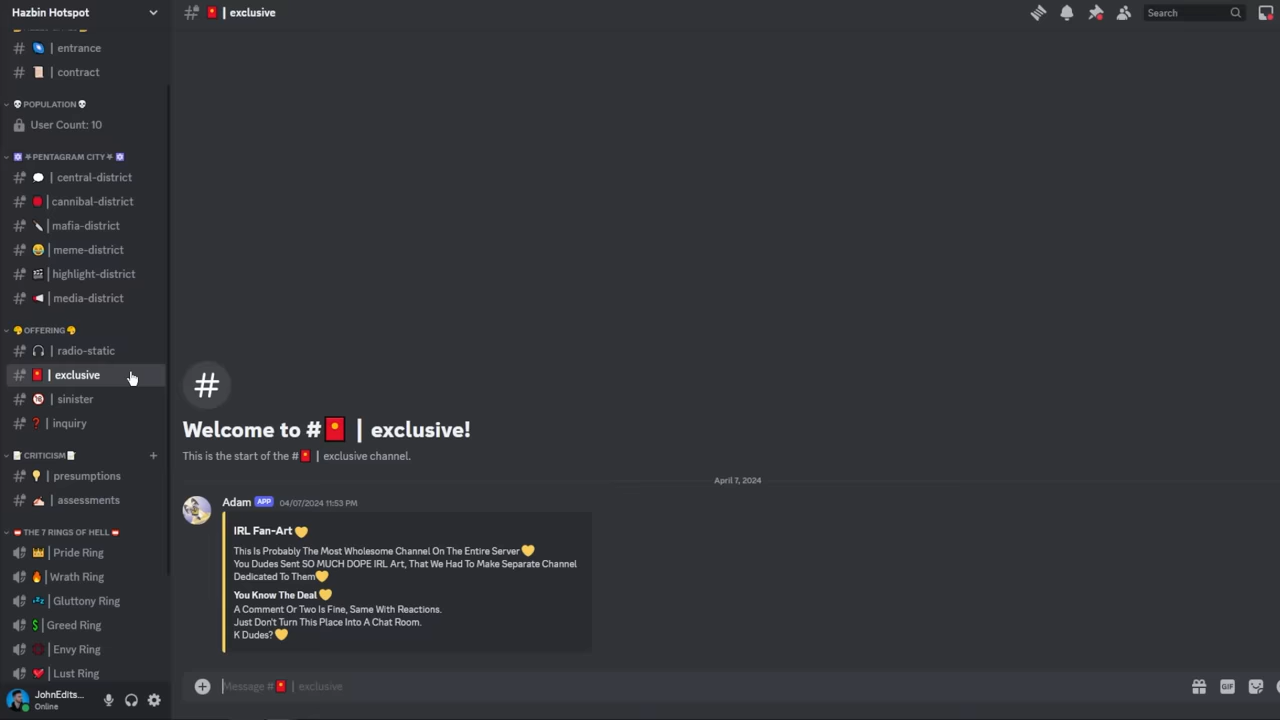 Hazbin Hotspot
| entrance
| contract
POPULATION
User Count: 10
PENTAGRAM CITY
| central-district
| cannibal-district
| mafia-district
| meme-district
| highlight-district
| media-district
OFFERING
| radio-static
| exclusive
| sinister
| inquiry
CRITICISM
| presumptions
| assessments
THE 7 RINGS OF HELL
| Pride Ring
| Wrath Ring
| Gluttony Ring
| Greed Ring
| Envy Ring
| Lust Ring
JohnEdits...
Online
| exclusive
Search
Welcome to # | exclusive!
This is the start of the # | exclusive channel.
April 7, 2024
Adam APP 04/07/2024 11:53 PM
IRL Fan-Art 💛
This Is Probably The Most Wholesome Channel On The Entire Server 💛
You Dudes Sent SO MUCH DOPE IRL Art, That We Had To Make Separate Channel
Dedicated To Them💛
You Know The Deal 💛
A Comment Or Two Is Fine, Same With Reactions.
Just Don't Turn This Place Into A Chat Room.
K Dudes? 💛
Message # | exclusive
GIF